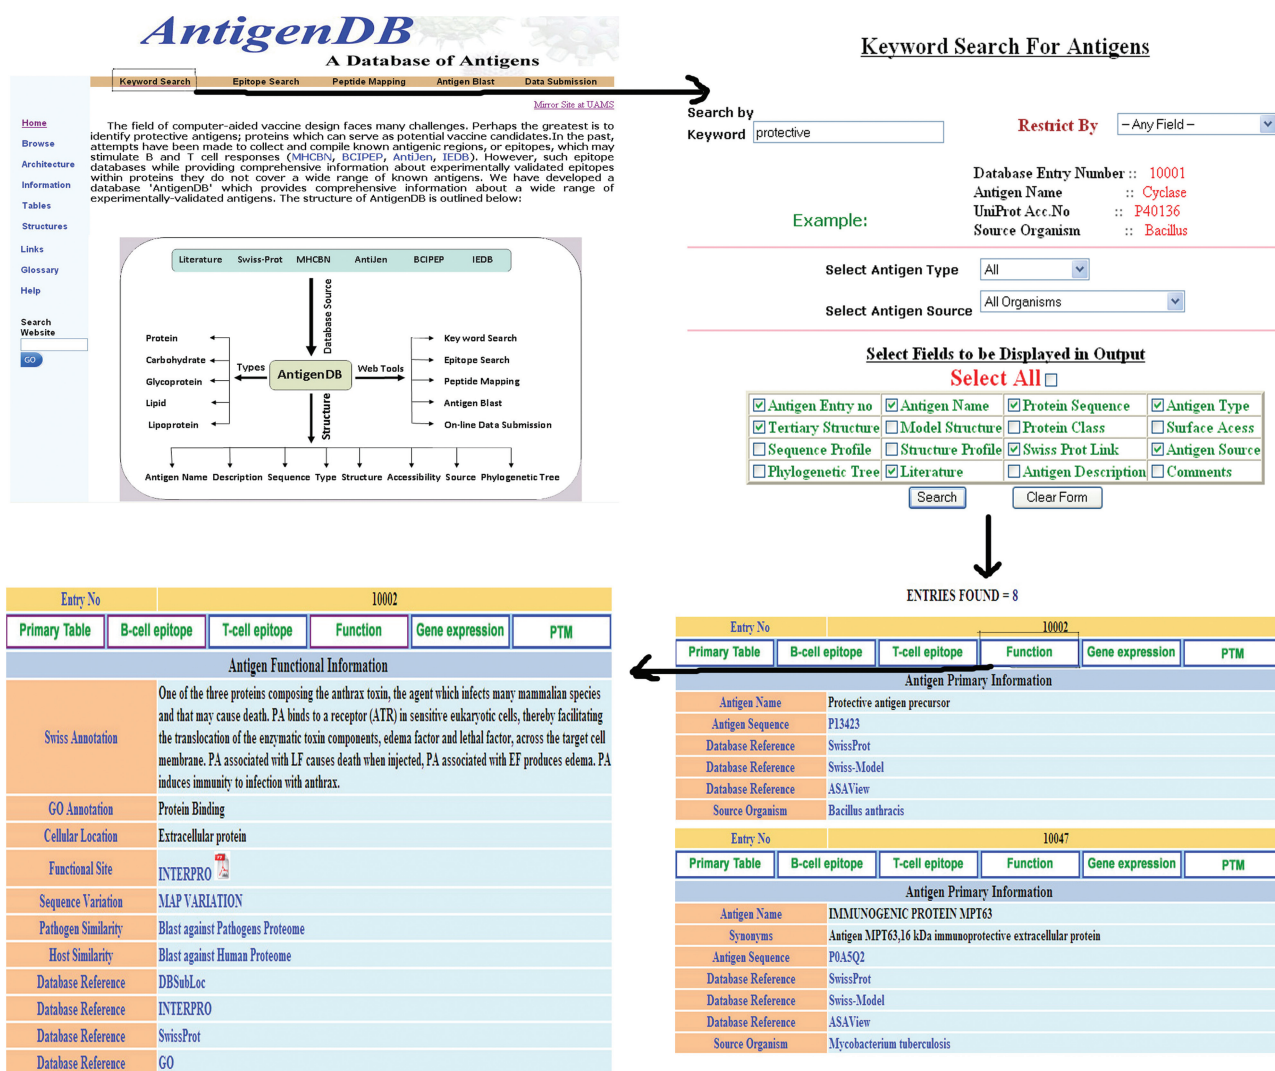 AntigenDB
A Database of Antigens
Keyword Search Epitope Search Peptide Mapping Antigen Blast Data Submission
Mirror Site at UAMS
Home
Browse
Architecture
Information
Tables
Structures
Links
Glossary
Help
Search
Website
GO
The field of computer-aided vaccine design faces many challenges. Perhaps the greatest is to
identify protective antigens; proteins which can serve as potential vaccine candidates.In the past,
attempts have been made to collect and compile known antigenic regions, or epitopes, which may
stimulate B and T cell responses (MHCBN, BCIPEP, AntiJen, IEDB). However, such epitope
databases while providing comprehensive information about experimentally validated epitopes
within proteins they do not cover a wide range of known antigens. We have developed a
database 'AntigenDB' which provides comprehensive information about a wide range of
experimentally-validated antigens. The structure of AntigenDB is outlined below:
Literature Swiss-Prot MHCBN AntiJen BCIPEP IEDB
Database Source
Protein
Carbohydrate
Glycoprotein
Lipid
Lipoprotein
Types
AntigenDB
Web Tools
Key word Search
Epitope Search
Peptide Mapping
Antigen Blast
On-line Data Submission
Structure
Antigen Name Description Sequence Type Structure Accessibility Source Phylogenetic Tree
Keyword Search For Antigens
Search by
Keyword protective
Restrict By -- Any Field --
Example:
Database Entry Number :: 10001
Antigen Name :: Cyclase
UniProt Acc.No :: P40136
Source Organism :: Bacillus
Select Antigen Type All
Select Antigen Source All Organisms
Select Fields to be Displayed in Output
Select All
Antigen Entry no Antigen Name Protein Sequence Antigen Type
Tertiary Structure Model Structure Protein Class Surface Acess
Sequence Profile Structure Profile Swiss Prot Link Antigen Source
Phylogenetic Tree Literature Antigen Description Comments
Search Clear Form
ENTRIES FOUND = 8
Entry No 10002
Primary Table B-cell epitope T-cell epitope Function Gene expression PTM
Antigen Primary Information
Antigen Name Protective antigen precursor
Antigen Sequence P13423
Database Reference SwissProt
Database Reference Swiss-Model
Database Reference ASAView
Source Organism Bacillus anthracis
Entry No 10047
Primary Table B-cell epitope T-cell epitope Function Gene expression PTM
Antigen Primary Information
Antigen Name IMMUNOGENIC PROTEIN MPT63
Synonyms Antigen MPT63,16 kDa immunoprotective extracellular protein
Antigen Sequence P0A5Q2
Database Reference SwissProt
Database Reference Swiss-Model
Database Reference ASAView
Source Organism Mycobacterium tuberculosis
Entry No 10002
Primary Table B-cell epitope T-cell epitope Function Gene expression PTM
Antigen Functional Information
Swiss Annotation
One of the three proteins composing the anthrax toxin, the agent which infects many mammalian species
and that may cause death. PA binds to a receptor (ATR) in sensitive eukaryotic cells, thereby facilitating
the translocation of the enzymatic toxin components, edema factor and lethal factor, across the target cell
membrane. PA associated with LF causes death when injected, PA associated with EF produces edema. PA
induces immunity to infection with anthrax.
GO Annotation Protein Binding
Cellular Location Extracellular protein
Functional Site INTERPRO
Sequence Variation MAP VARIATION
Pathogen Similarity Blast against Pathogens Proteome
Host Similarity Blast against Human Proteome
Database Reference DBSubLoc
Database Reference INTERPRO
Database Reference SwissProt
Database Reference GO